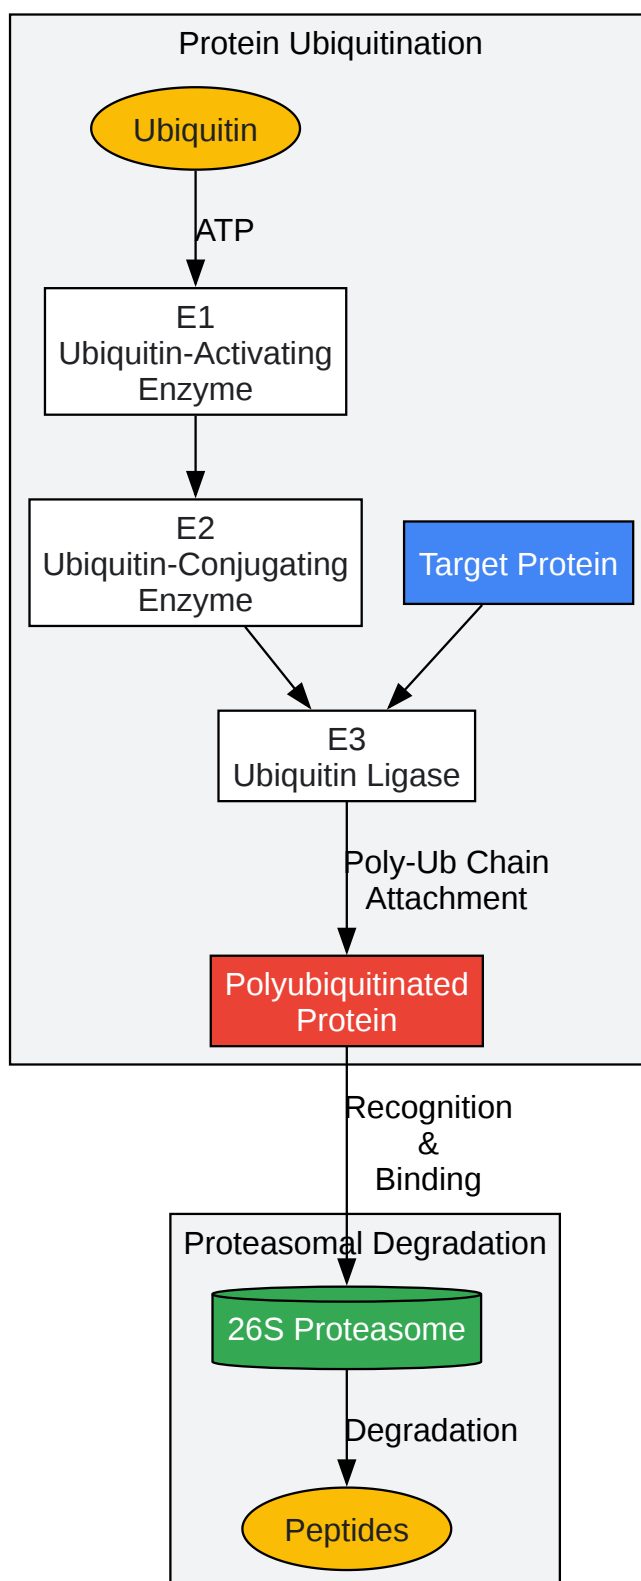 Protein Ubiquitination
Ubiquitin
ATP
E1
Ubiquitin-Activating
Enzyme
E2
Ubiquitin-Conjugating
Enzyme
Target Protein
E3
Ubiquitin Ligase
Poly-Ub Chain
Attachment
Polyubiquitinated
Protein
Recognition
&
Binding
Proteasomal Degradation
26S Proteasome
Degradation
Peptides